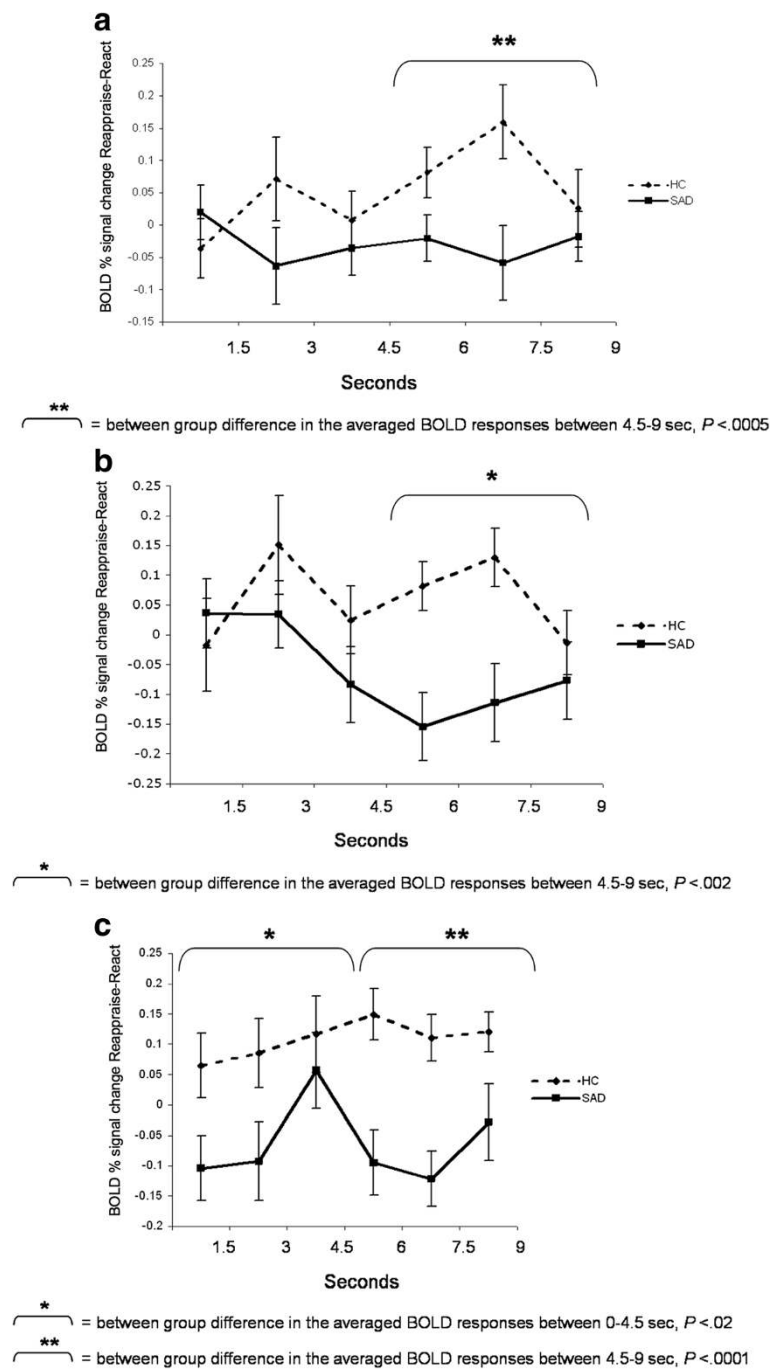 a
**
0.25
0.2
0.15
0.1
0.05
0
-0.05
-0.1
-0.15
BOLD % signal change Reappraise-React
1.5 3 4.5 6 7.5 9
Seconds
HC
SAD
** = between group difference in the averaged BOLD responses between 4.5-9 sec, P <.0005
b
*
0.25
0.2
0.15
0.1
0.05
0
-0.05
-0.1
-0.15
-0.2
-0.25
BOLD % signal change Reappraise-React
1.5 3 4.5 6 7.5 9
Seconds
HC
SAD
* = between group difference in the averaged BOLD responses between 4.5-9 sec, P <.002
c
* **
0.25
0.2
0.15
0.1
0.05
0
-0.05
-0.1
-0.15
-0.2
BOLD % signal change Reappraise-React
1.5 3 4.5 6 7.5 9
Seconds
HC
SAD
* = between group difference in the averaged BOLD responses between 0-4.5 sec, P <.02
** = between group difference in the averaged BOLD responses between 4.5-9 sec, P <.0001